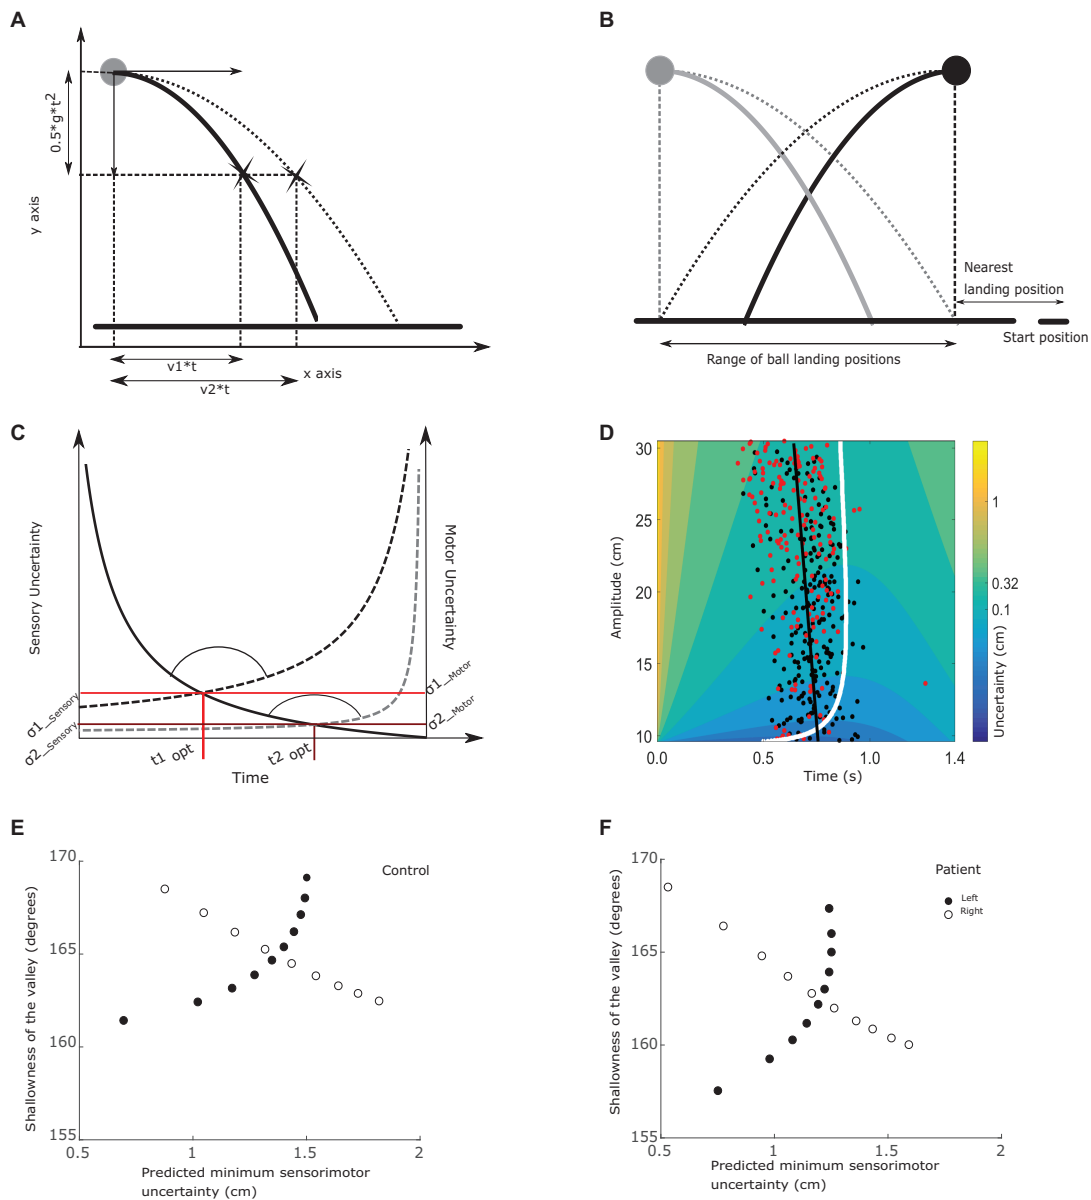 A
0.5*g*t2
y axis
v1*t
v2*t
x axis
B
Nearest
landing position
Start position
Range of ball landing positions
C
Sensory Uncertainty
Motor Uncertainty
σ1_Sensory
σ2_Sensory
σ1_Motor
σ2_Motor
t1 opt
t2 opt
Time
D
30
25
20
15
10
Amplitude (cm)
0.0
0.5
1.0
1.4
Time (s)
1
0.32
0.1
Uncertainty (cm)
E
Control
170
165
160
155
Shallowness of the valley (degrees)
0.5
1
1.5
2
Predicted minimum sensorimotor
uncertainty (cm)
F
Patient
Left
Right
170
165
160
155
Shallowness of the valley (degrees)
0.5
1
1.5
2
Predicted minimum sensorimotor
uncertainty (cm)